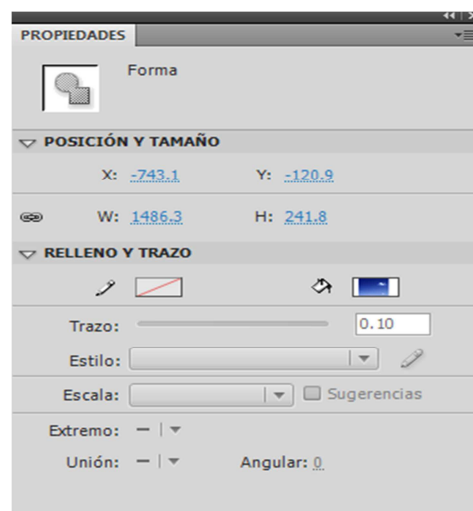 PROPIEDADES
Forma
POSICIÓN Y TAMAÑO
X: -743.1 Y: -120.9
W: 1486.3 H: 241.8
RELLENO Y TRAZO
Trazo: 0.10
Estilo:
Escala: Sugerencias
Extremo:
Unión: Angular: 0